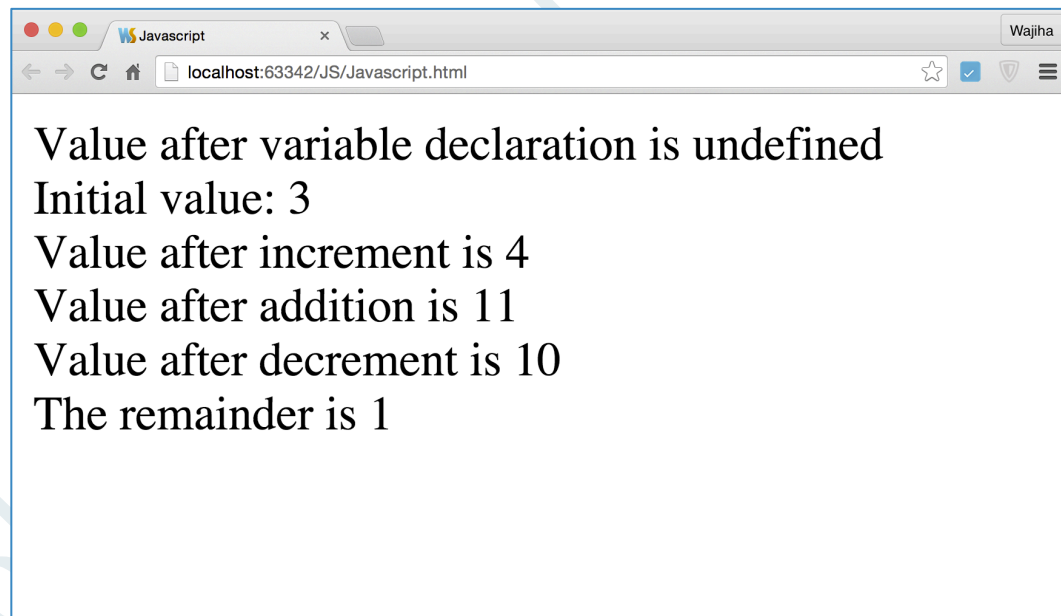 WS Javascript ×
Wajiha
localhost:63342/JS/Javascript.html
Value after variable declaration is undefined
Initial value: 3
Value after increment is 4
Value after addition is 11
Value after decrement is 10
The remainder is 1